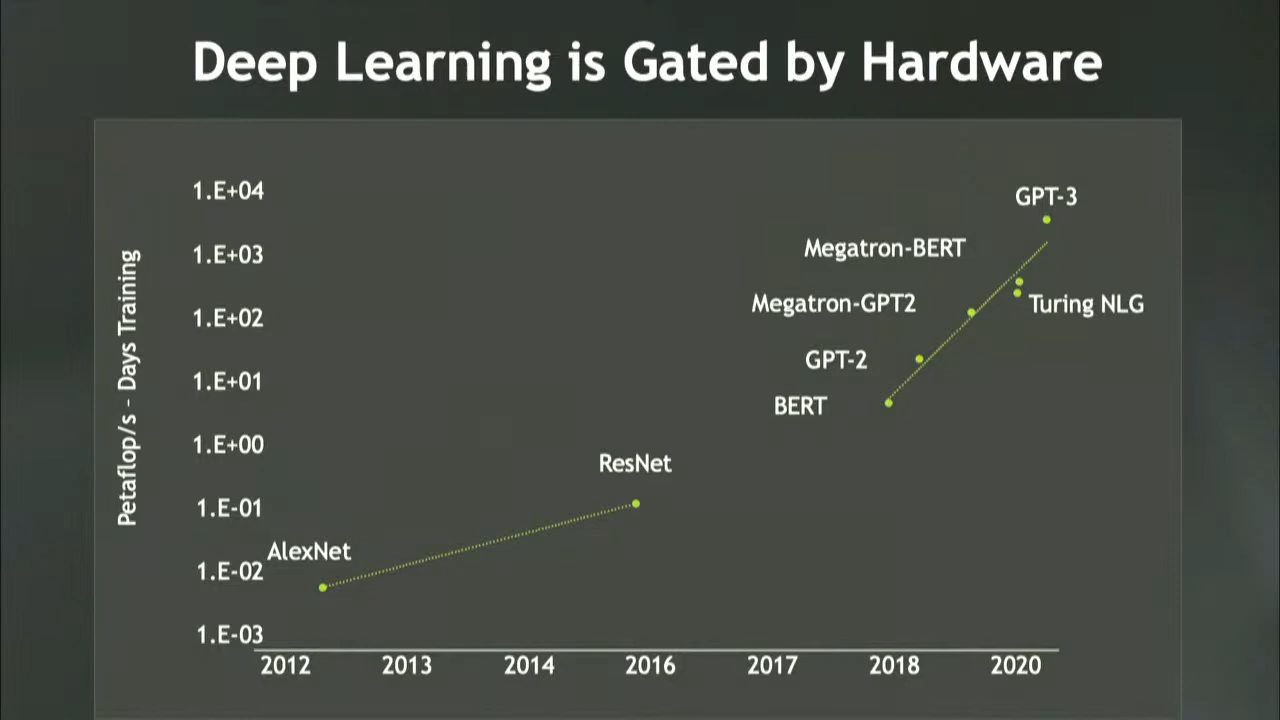 Deep Learning is Gated by Hardware
Petaflop/s - Days Training
1.E+04
1.E+03
1.E+02
1.E+01
1.E+00
1.E-01
1.E-02
1.E-03
GPT-3
Megatron-BERT
Megatron-GPT2
Turing NLG
GPT-2
BERT
ResNet
AlexNet
2012 2013 2014 2016 2017 2018 2020